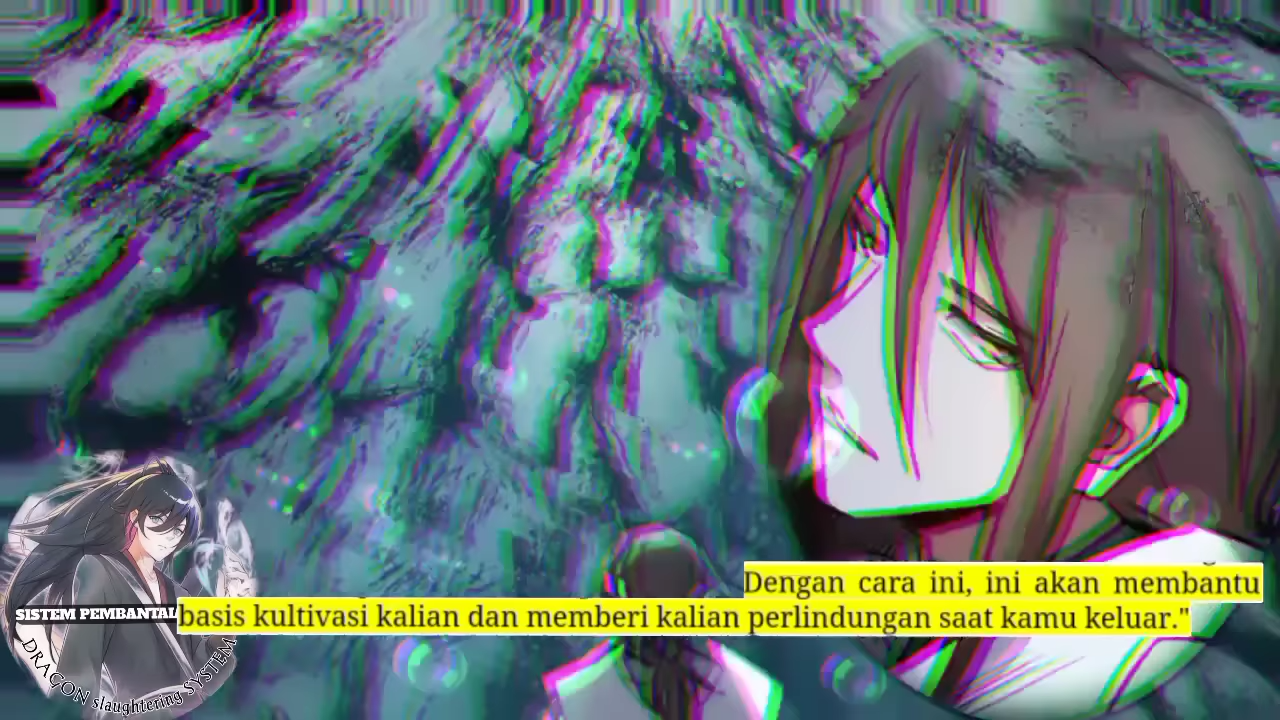 Dengan cara ini, ini akan membantu
basis kultivasi kalian dan memberi kalian perlindungan saat kamu keluar."
SISTEM PEMBANTAI
DRAGON slaughtering SYSTEM